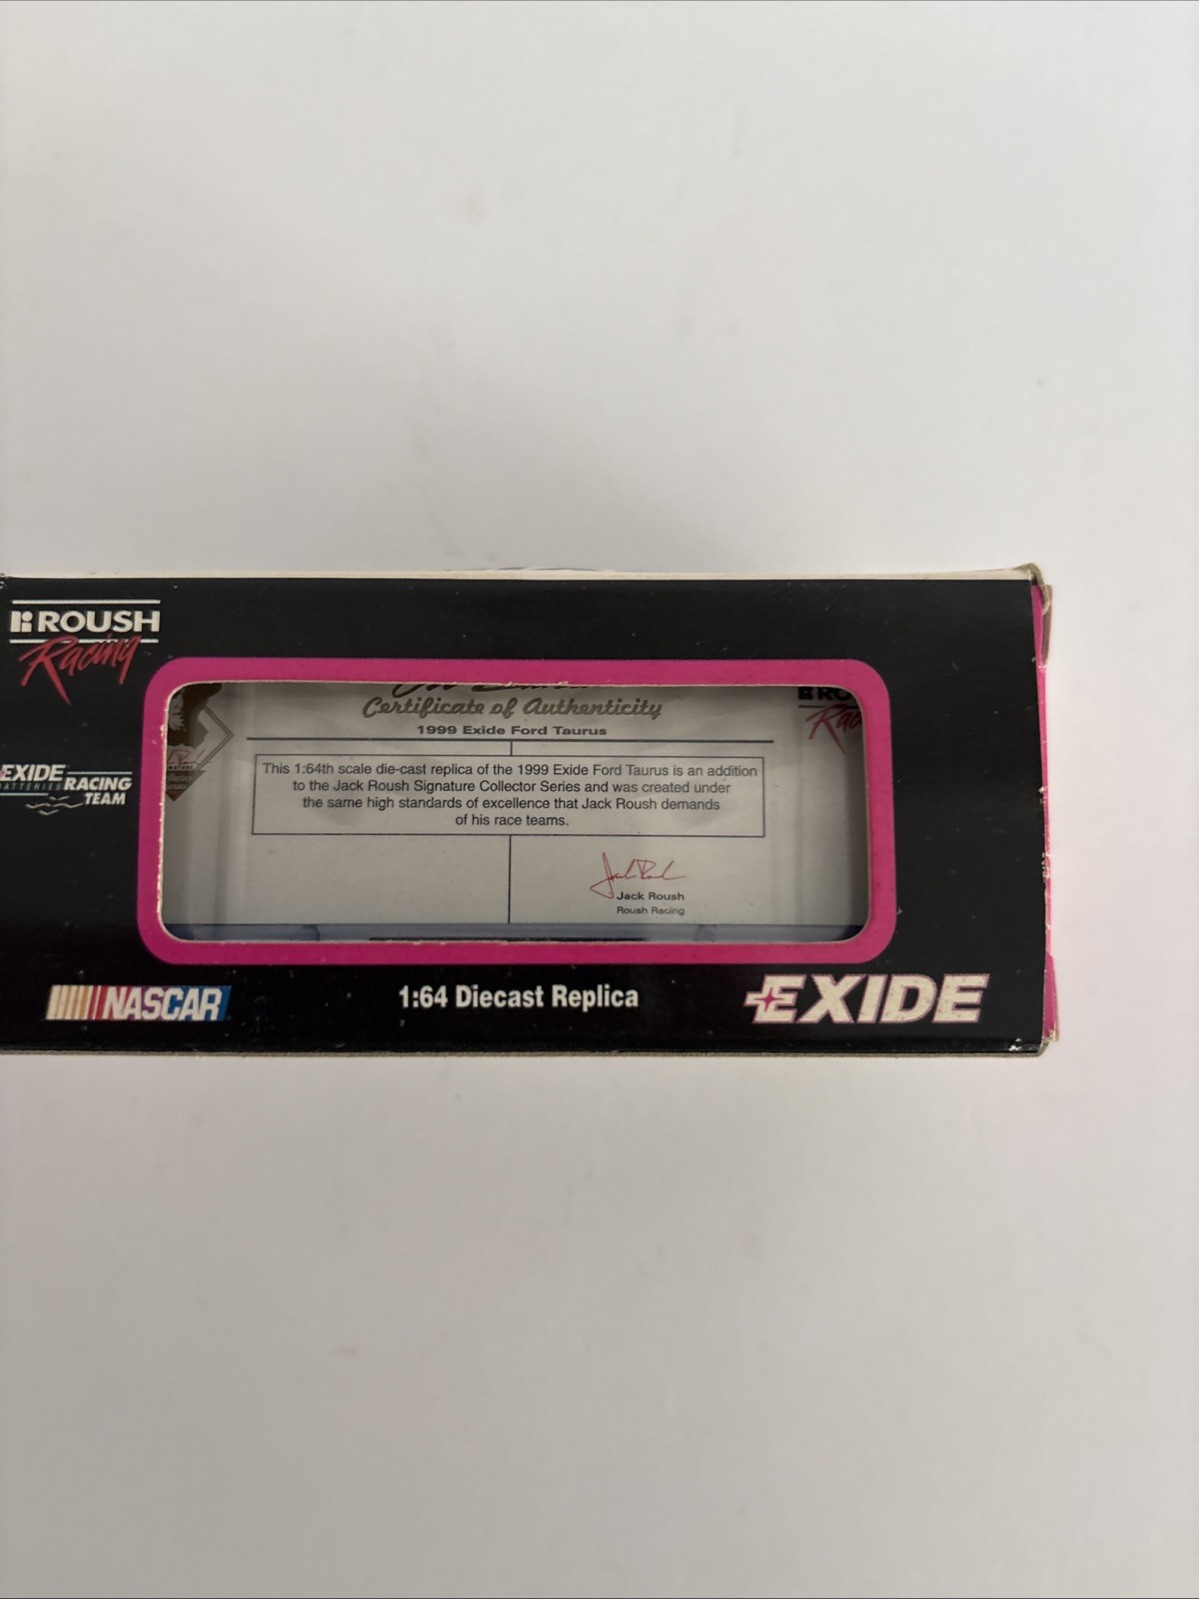 ROUSH
Racing
EXIDE
BATTERIES RACING
TEAM
Certificate of Authenticity
1999 Exide Ford Taurus
This 1:64th scale die-cast replica of the 1999 Exide Ford Taurus is an addition
to the Jack Roush Signature Collector Series and was created under
the same high standards of excellence that Jack Roush demands
of his race teams.
Jack Roush
Roush Racing
NASCAR
1:64 Diecast Replica
EXIDE